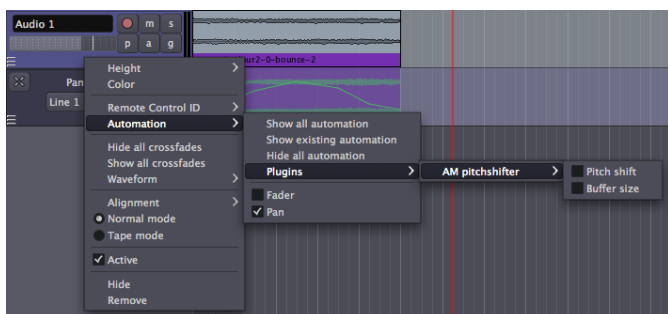 Audio 1
m s
p a g
our2-0-bounce-2
Pan
Line 1
Height
Color
Remote Control ID
Automation
Hide all crossfades
Show all crossfades
Waveform
Alignment
Normal mode
Tape mode
Active
Hide
Remove
Show all automation
Show existing automation
Hide all automation
Plugins
Fader
Pan
AM pitchshifter
Pitch shift
Buffer size